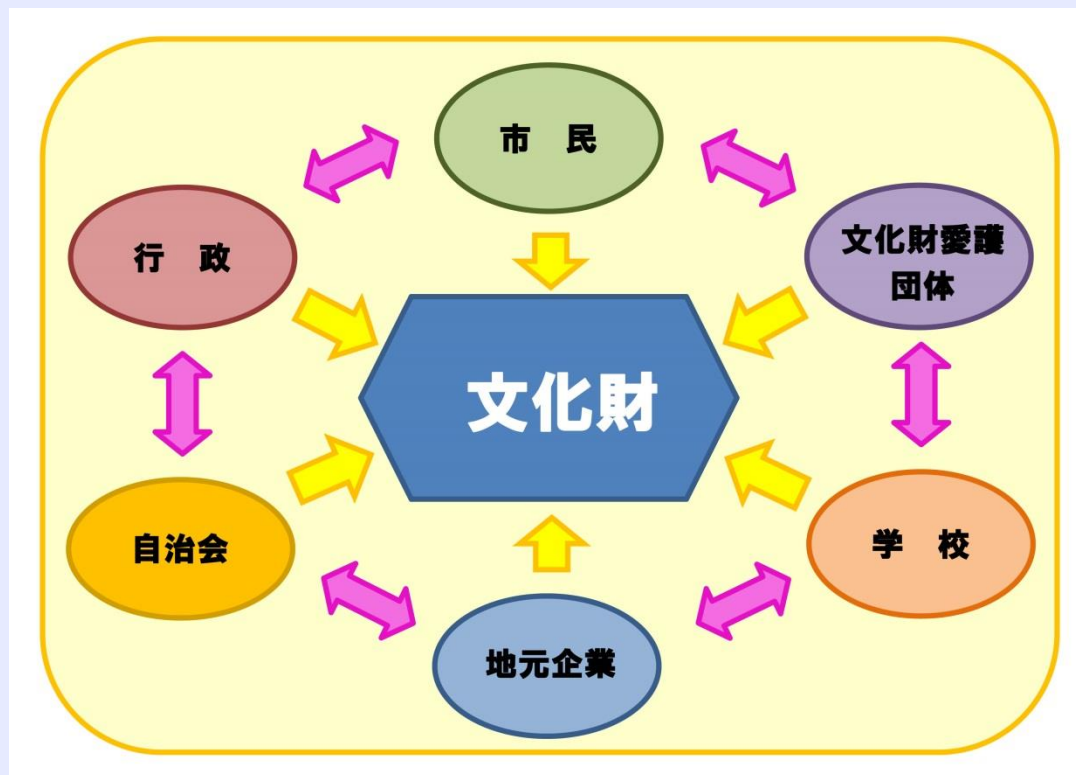 市　民
行　政
文化財愛護
団体
文化財
自治会
学　校
地元企業